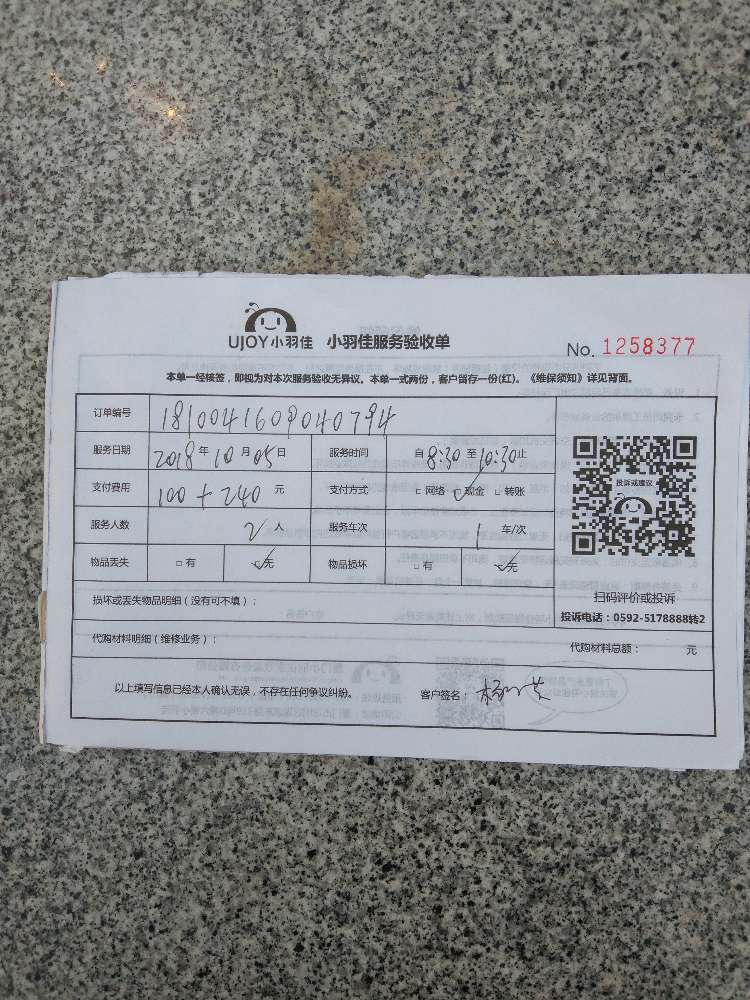 UJOY小羽佳 小羽佳服务验收单 No. 1258377
本单一经核签，即视为对本次服务验收无异议。本单一式两份，客户留存一份(红)。《维保须知》详见背面。
订单编号 1810041609040794
服务日期 2018年10月05日 服务时间 自8:30至10:30止
支付费用 100+240元 支付方式 □网络 ☑现金 □转账
投诉或建议
服务人数 2人 服务车次 1车/次
物品丢失 □有 ☑无 物品损坏 □有 ☑无
扫码评价或投诉
损坏或丢失物品明细（没有可不填）：
投诉电话：0592-5178888转2
代购材料明细（维修业务）：
代购材料总额： 元
以上填写信息已经本人确认无误，不存在任何争议纠纷。 客户签名：杨